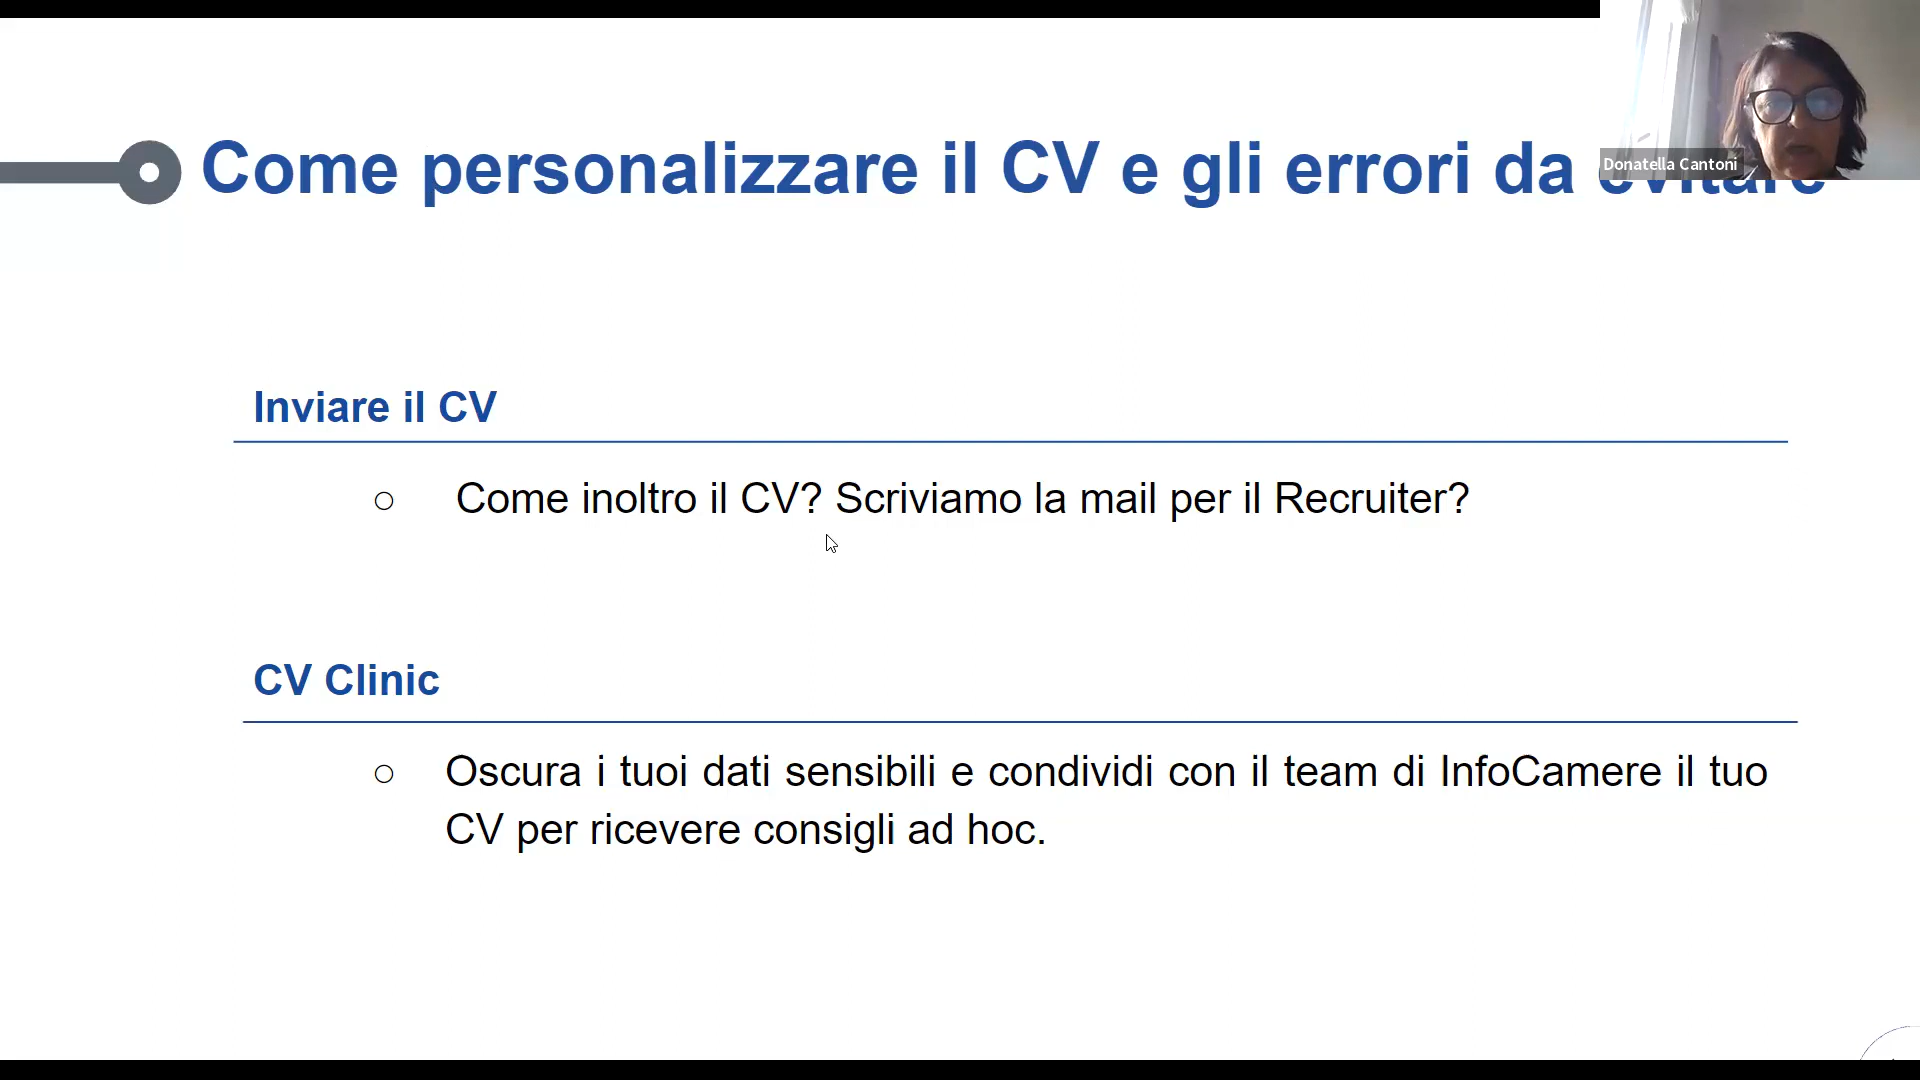 Come personalizzare il CV e gli errori da evitare
Donatella Cantoni
Inviare il CV
Come inoltro il CV? Scriviamo la mail per il Recruiter?
CV Clinic
Oscura i tuoi dati sensibili e condividi con il team di InfoCamere il tuo
CV per ricevere consigli ad hoc.